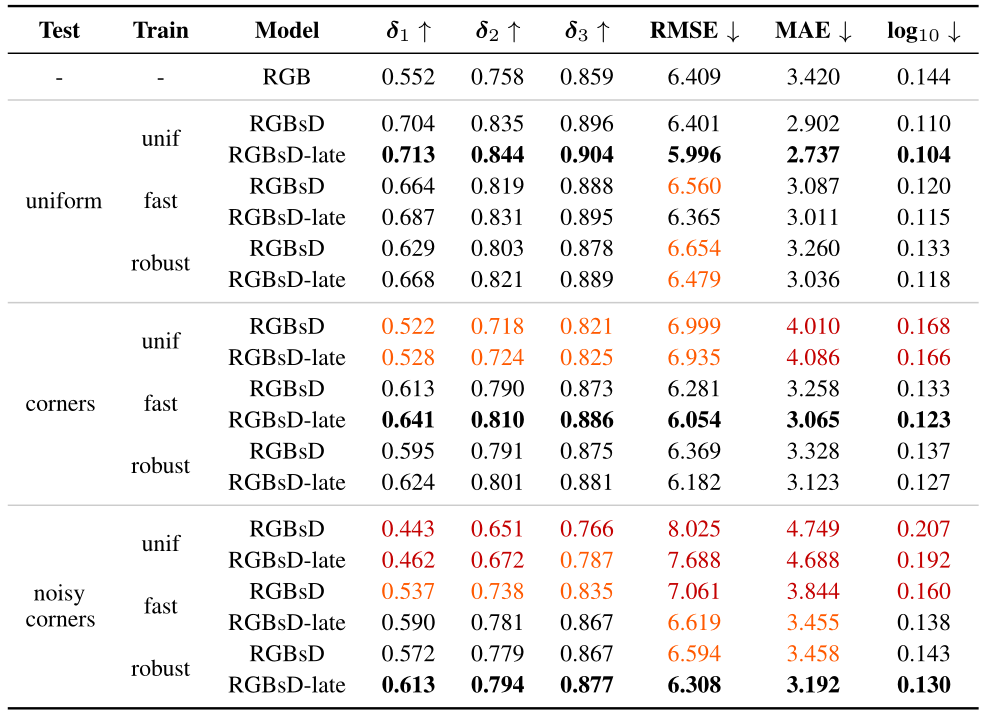 Test Train Model δ1 ↑ δ2 ↑ δ3 ↑ RMSE ↓ MAE ↓ log10 ↓
- - RGB 0.552 0.758 0.859 6.409 3.420 0.144
uniform
unif
RGBsD 0.704 0.835 0.896 6.401 2.902 0.110
RGBsD-late 0.713 0.844 0.904 5.996 2.737 0.104
fast
RGBsD 0.664 0.819 0.888 6.560 3.087 0.120
RGBsD-late 0.687 0.831 0.895 6.365 3.011 0.115
robust
RGBsD 0.629 0.803 0.878 6.654 3.260 0.133
RGBsD-late 0.668 0.821 0.889 6.479 3.036 0.118
corners
unif
RGBsD 0.522 0.718 0.821 6.999 4.010 0.168
RGBsD-late 0.528 0.724 0.825 6.935 4.086 0.166
fast
RGBsD 0.613 0.790 0.873 6.281 3.258 0.133
RGBsD-late 0.641 0.810 0.886 6.054 3.065 0.123
robust
RGBsD 0.595 0.791 0.875 6.369 3.328 0.137
RGBsD-late 0.624 0.801 0.881 6.182 3.123 0.127
noisy
corners
unif
RGBsD 0.443 0.651 0.766 8.025 4.749 0.207
RGBsD-late 0.462 0.672 0.787 7.688 4.688 0.192
fast
RGBsD 0.537 0.738 0.835 7.061 3.844 0.160
RGBsD-late 0.590 0.781 0.867 6.619 3.455 0.138
robust
RGBsD 0.572 0.779 0.867 6.594 3.458 0.143
RGBsD-late 0.613 0.794 0.877 6.308 3.192 0.130